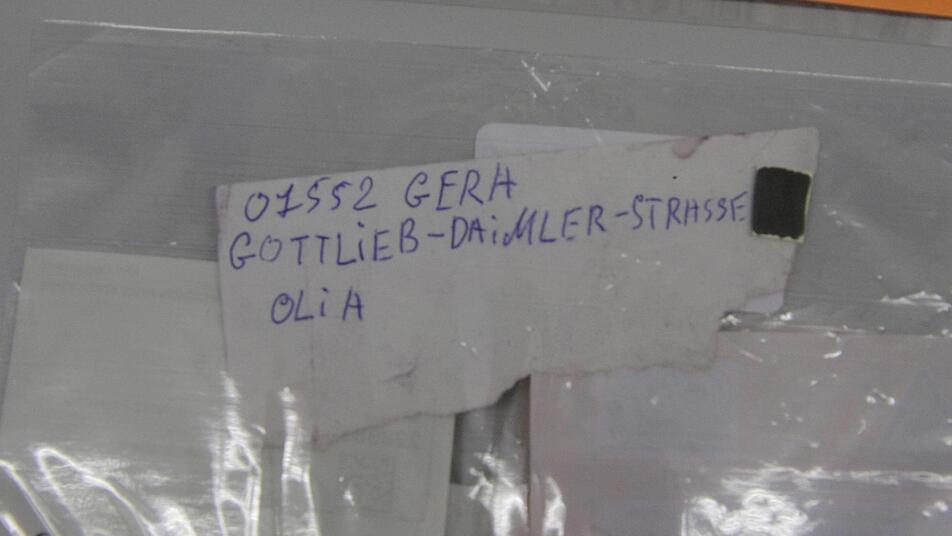 01552 GERA
GOTTLiEB-DAiMLER-STRASSE
OLiA